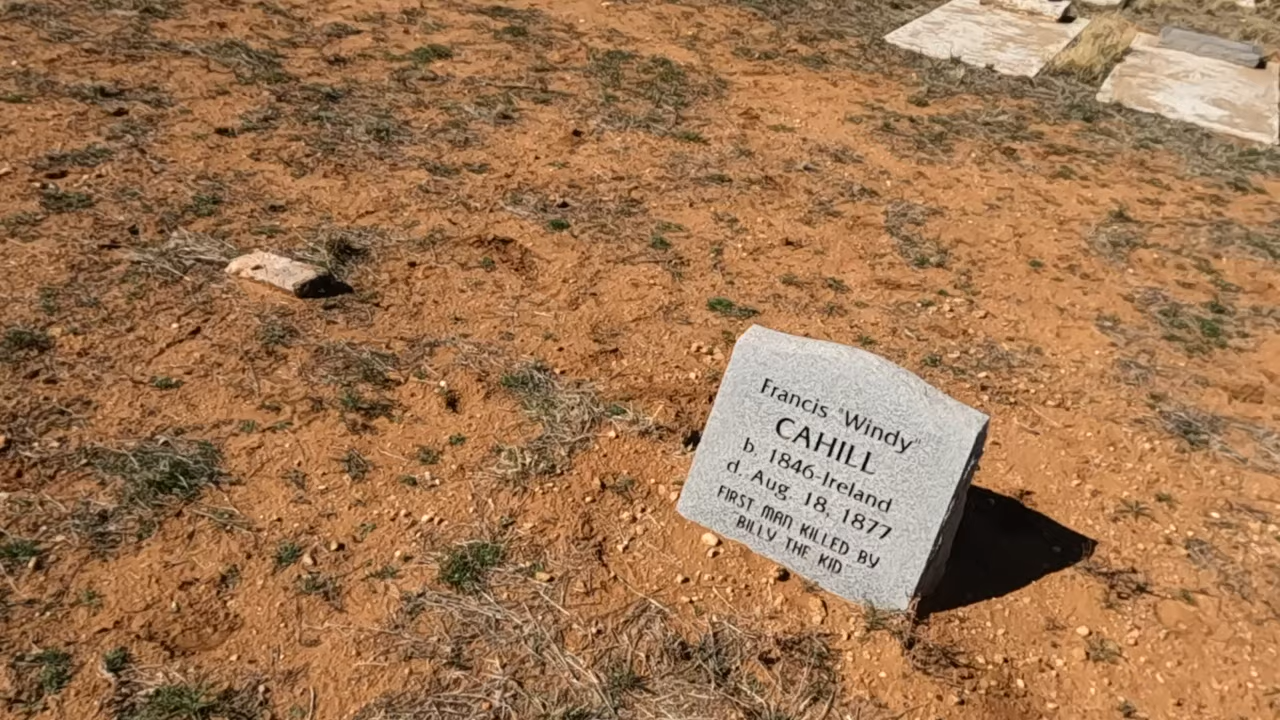 Francis "Windy"
CAHILL
b. 1846-Ireland
d. Aug. 18, 1877
FIRST MAN KILLED BY
BILLY THE KID